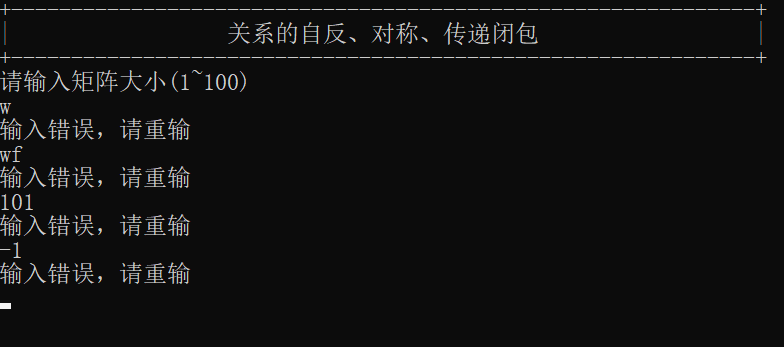 关系的自反、对称、传递闭包
请输入矩阵大小(1~100)
w
输入错误，请重输
wf
输入错误，请重输
101
输入错误，请重输
-1
输入错误，请重输